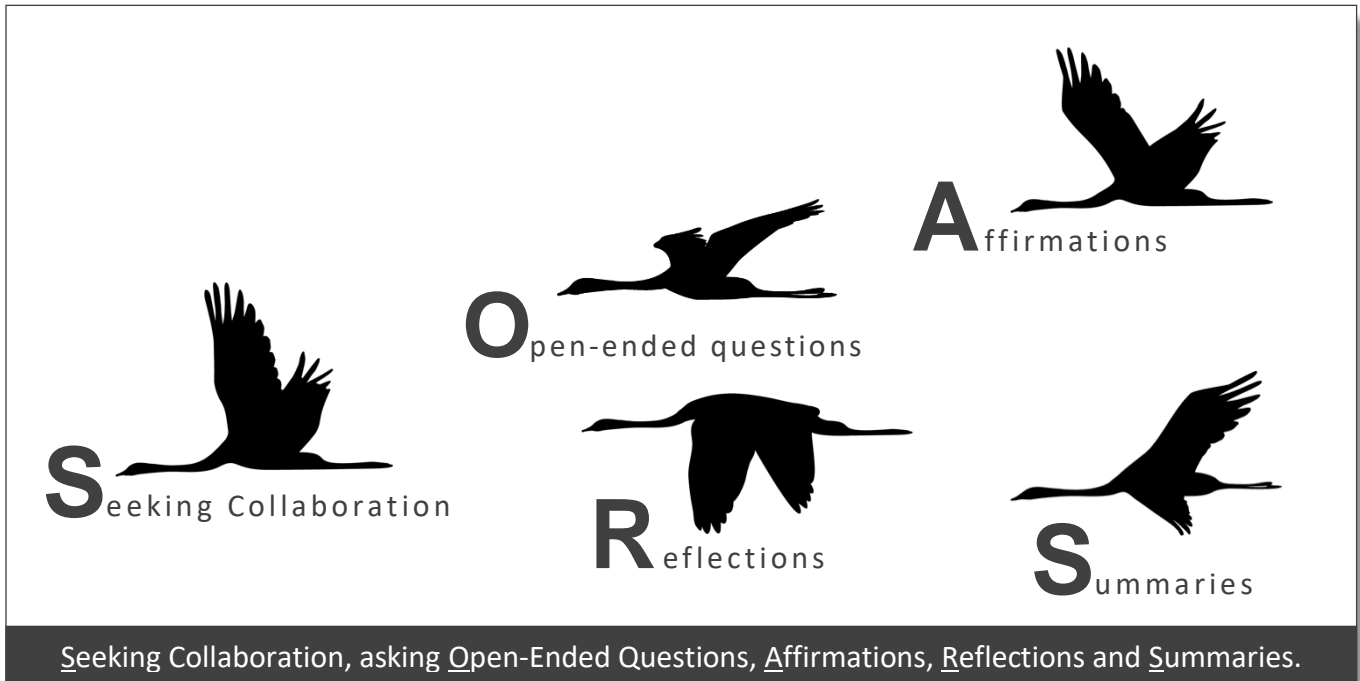 Seeking Collaboration
Open-ended questions
Affirmations
Reflections
Summaries
Seeking Collaboration, asking Open-Ended Questions, Affirmations, Reflections and Summaries.